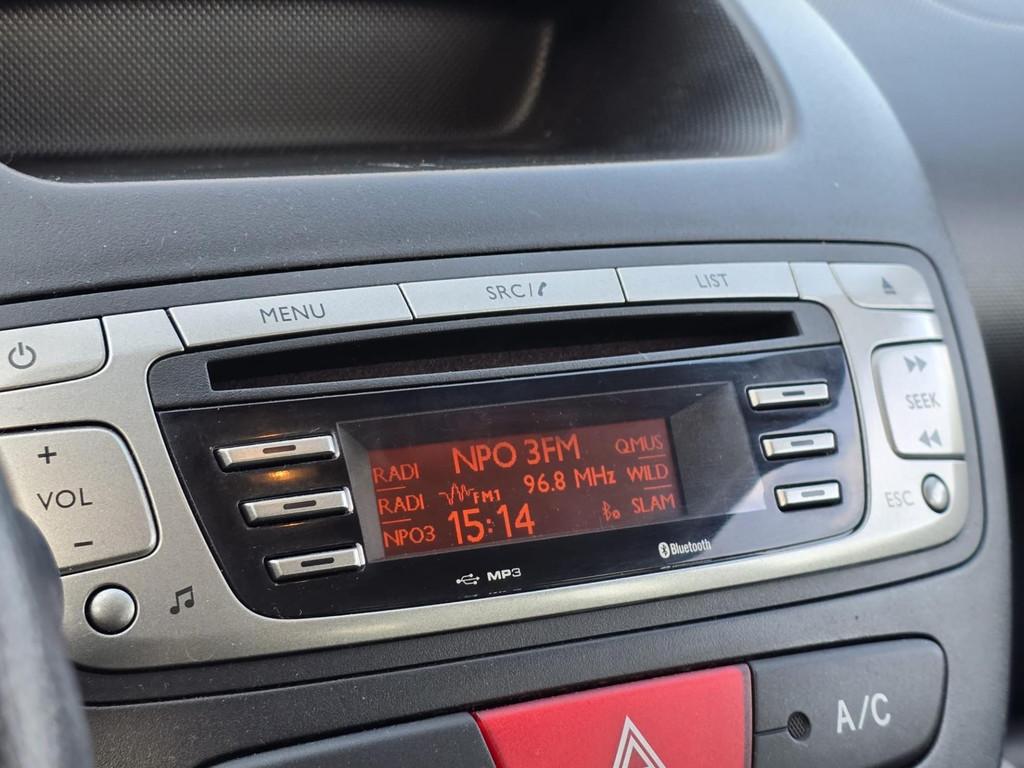 MENU
SRC/
LIST
SEEK
+
VOL
-
ESC
RADI
NPO 3FM
QMUS
RADI
FM1
96.8 MHz
WILD
NPO3
15:14
SLAM
MP3
Bluetooth
A/C